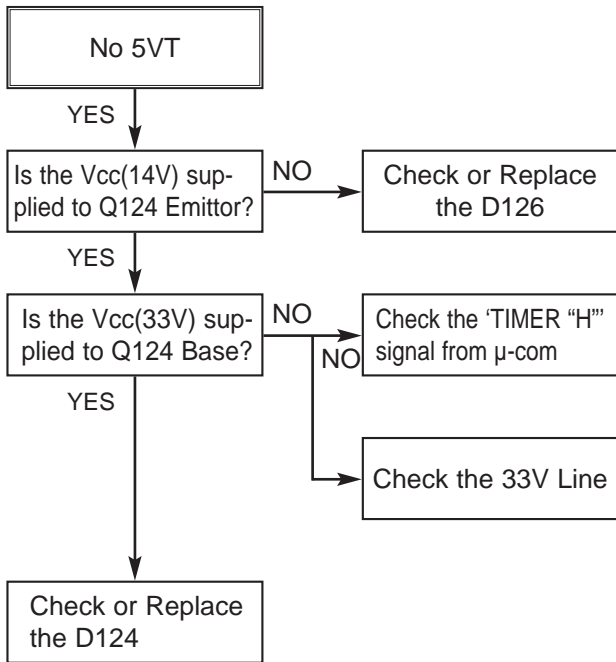 No 5VT
YES
Is the Vcc(14V) sup-
plied to Q124 Emittor?
NO
Check or Replace
the D126
YES
Is the Vcc(33V) sup-
plied to Q124 Base?
NO
NO
Check the ‘TIMER “H”’
signal from µ-com
YES
Check the 33V Line
Check or Replace
the D124